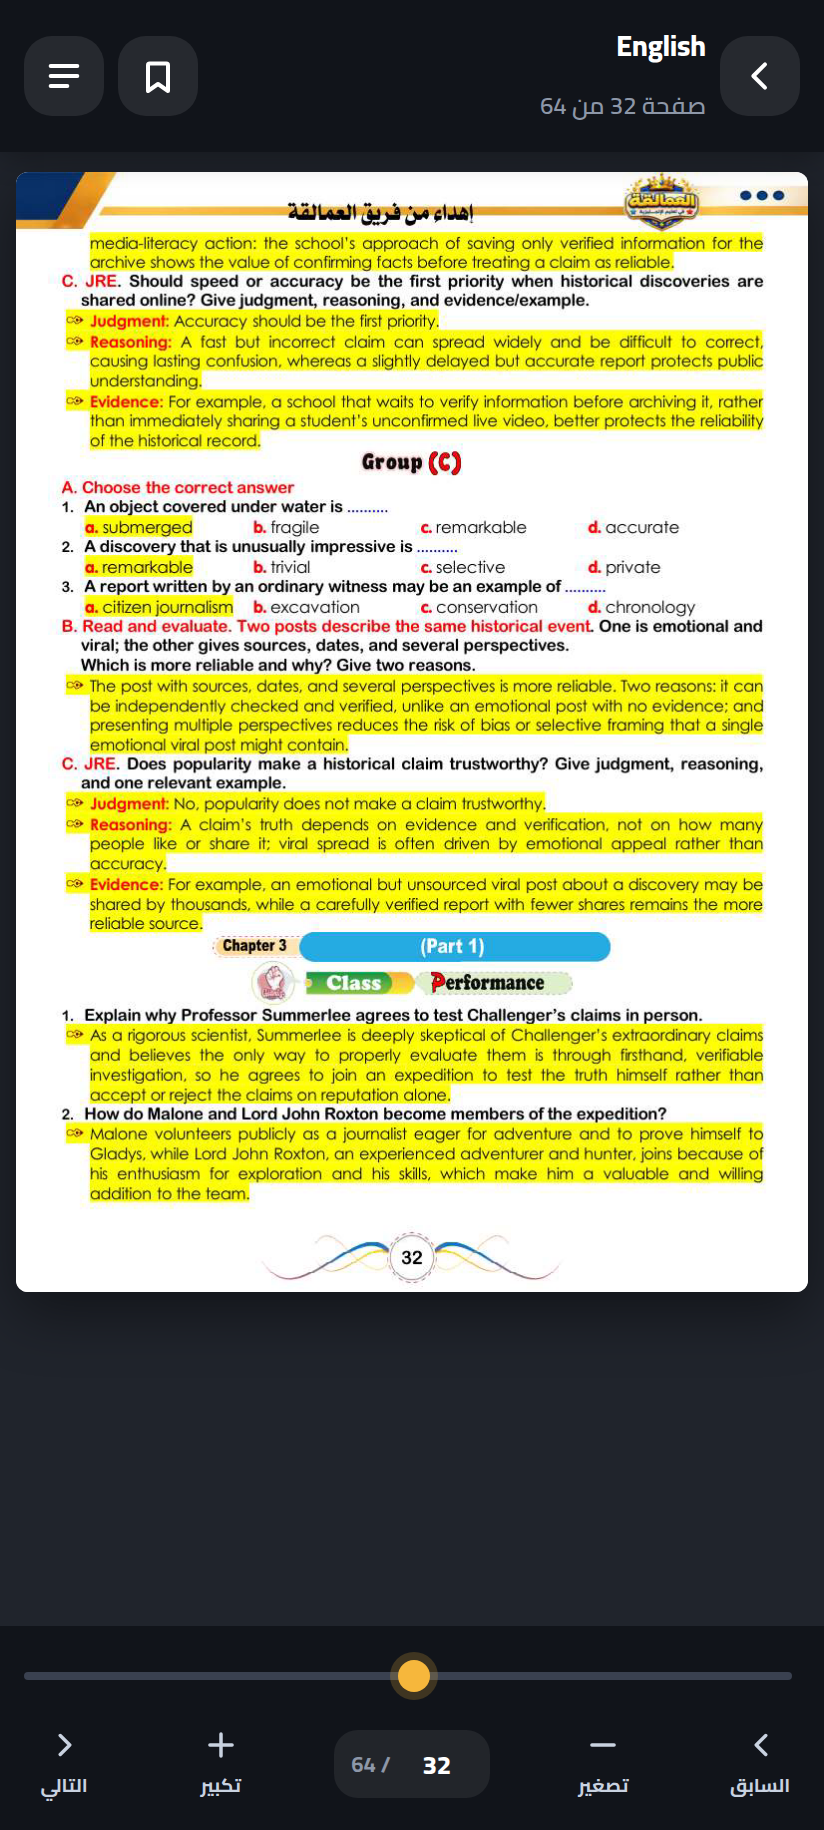 English
صفحة 32 من 64
إهداء من فريق العمالقة
العمالقة
media-literacy action: the school's approach of saving only verified information for the
archive shows the value of confirming facts before treating a claim as reliable.
C. JRE. Should speed or accuracy be the first priority when historical discoveries are
shared online? Give judgment, reasoning, and evidence/example.
Judgment: Accuracy should be the first priority.
Reasoning: A fast but incorrect claim can spread widely and be difficult to correct,
causing lasting confusion, whereas a slightly delayed but accurate report protects public
understanding.
Evidence: For example, a school that waits to verify information before archiving it, rather
than immediately sharing a student's unconfirmed live video, better protects the reliability
of the historical record.
Group (C)
A. Choose the correct answer
1. An object covered under water is ..........
a. submerged b. fragile c. remarkable d. accurate
2. A discovery that is unusually impressive is ..........
a. remarkable b. trivial c. selective d. private
3. A report written by an ordinary witness may be an example of ..........
a. citizen journalism b. excavation c. conservation d. chronology
B. Read and evaluate. Two posts describe the same historical event. One is emotional and
viral; the other gives sources, dates, and several perspectives.
Which is more reliable and why? Give two reasons.
The post with sources, dates, and several perspectives is more reliable. Two reasons: it can
be independently checked and verified, unlike an emotional post with no evidence; and
presenting multiple perspectives reduces the risk of bias or selective framing that a single
emotional viral post might contain.
C. JRE. Does popularity make a historical claim trustworthy? Give judgment, reasoning,
and one relevant example.
Judgment: No, popularity does not make a claim trustworthy.
Reasoning: A claim's truth depends on evidence and verification, not on how many
people like or share it; viral spread is often driven by emotional appeal rather than
accuracy.
Evidence: For example, an emotional but unsourced viral post about a discovery may be
shared by thousands, while a carefully verified report with fewer shares remains the more
reliable source.
Chapter 3 (Part 1)
Class Performance
1. Explain why Professor Summerlee agrees to test Challenger's claims in person.
As a rigorous scientist, Summerlee is deeply skeptical of Challenger's extraordinary claims
and believes the only way to properly evaluate them is through firsthand, verifiable
investigation, so he agrees to join an expedition to test the truth himself rather than
accept or reject the claims on reputation alone.
2. How do Malone and Lord John Roxton become members of the expedition?
Malone volunteers publicly as a journalist eager for adventure and to prove himself to
Gladys, while Lord John Roxton, an experienced adventurer and hunter, joins because of
his enthusiasm for exploration and his skills, which make him a valuable and willing
addition to the team.
32
السابق
تصغير
32 / 64
تكبير
التالي